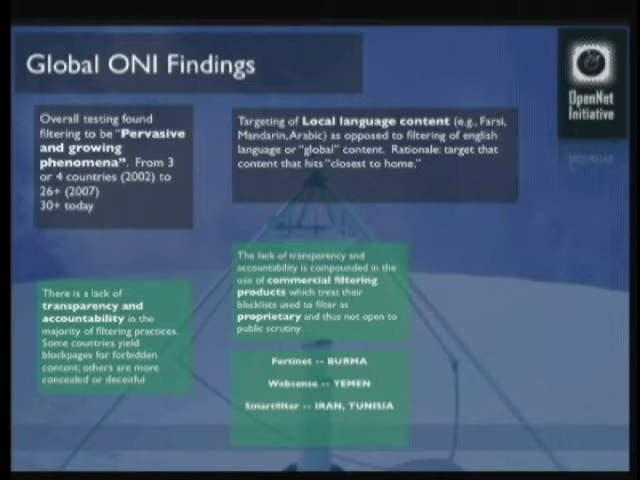 Global ONI Findings
OpenNet
Initiative
Overall testing found
filtering to be "Pervasive
and growing
phenomena". From 3
or 4 countries (2002) to
26+ (2007)
30+ today
Targeting of Local language content (e.g., Farsi,
Mandarin,Arabic) as opposed to filtering of english
language or "global" content. Rationale: target that
content that hits "closest to home."
The lack of transparency and
accountability is compounded in the
use of commercial filtering
products which treat their
blacklists used to filter as
proprietary and thus not open to
public scrutiny
There is a lack of
transparency and
accountability in the
majority of filtering practices.
Some countries yield
blockpages for forbidden
content; others are more
concealed or deceitful
Fortinet -- BURMA
Websense -- YEMEN
Smartfilter -- IRAN, TUNISIA